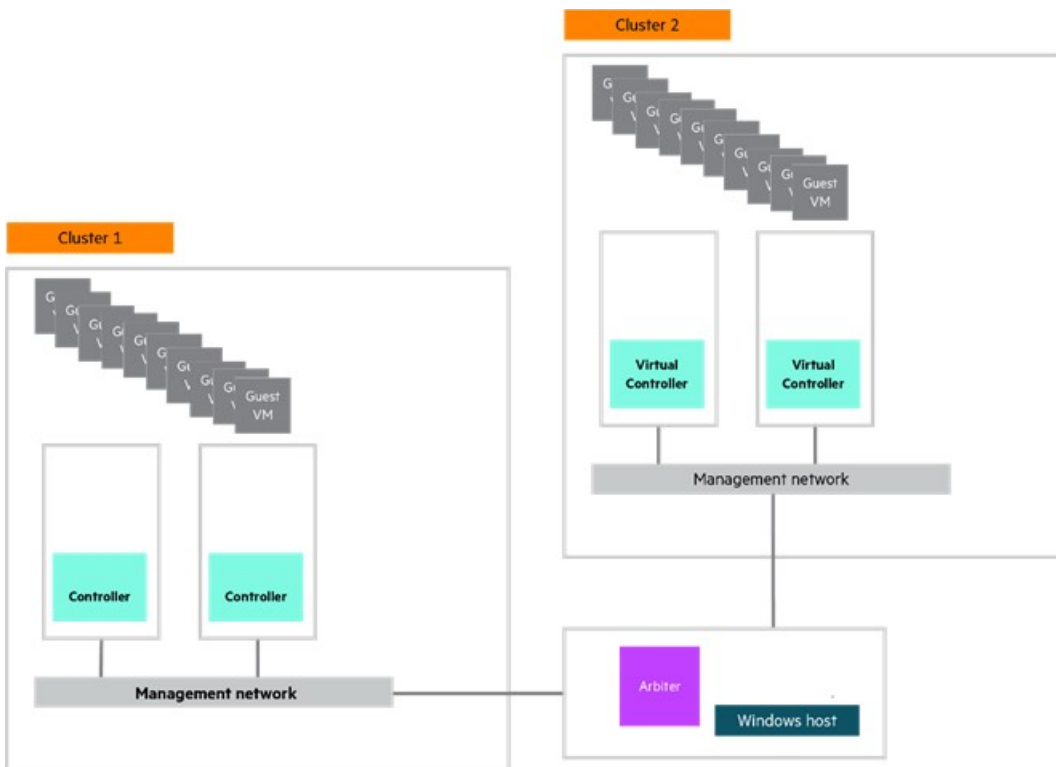 Cluster 2
Guest
VM
Cluster 1
Virtual
Controller
Virtual
Controller
Guest
VM
Management network
Controller
Controller
Arbiter
Management network
Windows host